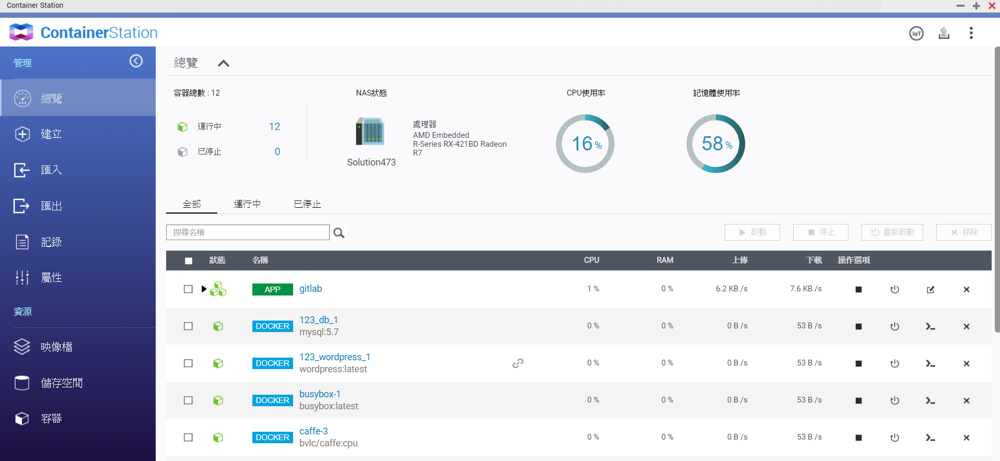 Container Station
ContainerStation
IoT
管理
總覽
建立
匯入
匯出
記錄
屬性
資源
映像檔
儲存空間
容器
總覽
容器總數 : 12
運行中 12
已停止 0
NAS狀態
Solution473
處理器
AMD Embedded
R-Series RX-421BD Radeon
R7
CPU使用率
16 %
記憶體使用率
58 %
全部 運行中 已停止
搜尋名稱
啟動 停止 重新啟動 移除
狀態 名稱 CPU RAM 上傳 下載 操作選項
APP gitlab 1 % 0 % 6.2 KB /s 7.6 KB /s
DOCKER 123_db_1 0 % 0 % 0 B /s 53 B /s
mysql:5.7
DOCKER 123_wordpress_1 0 % 0 % 0 B /s 53 B /s
wordpress:latest
DOCKER busybox-1 0 % 0 % 0 B /s 53 B /s
busybox:latest
DOCKER caffe-3 0 % 0 % 0 B /s 53 B /s
bvlc/caffe:cpu